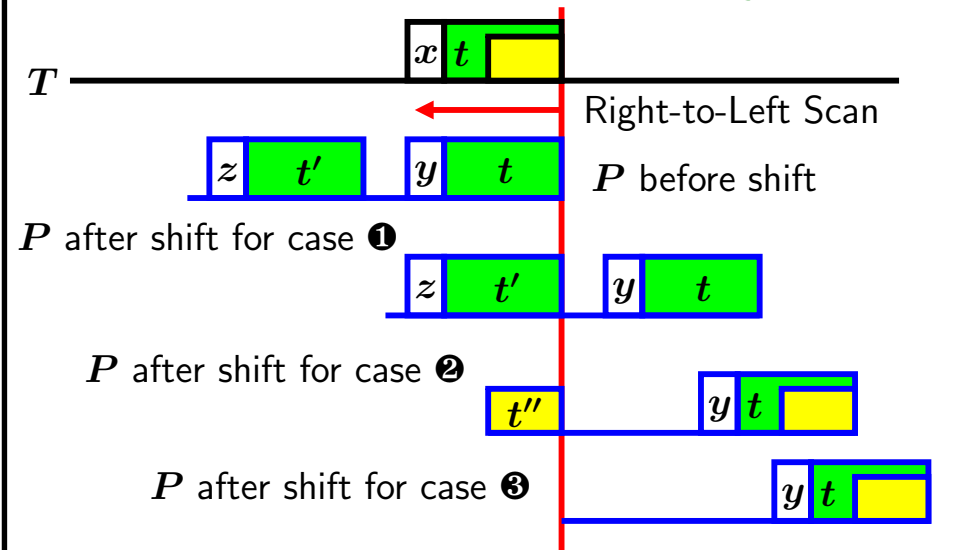 x t
T
Right-to-Left Scan
z t′ y t
P before shift
P after shift for case ❶
z t′ y t
P after shift for case ❷
t″ y t
P after shift for case ❸
y t